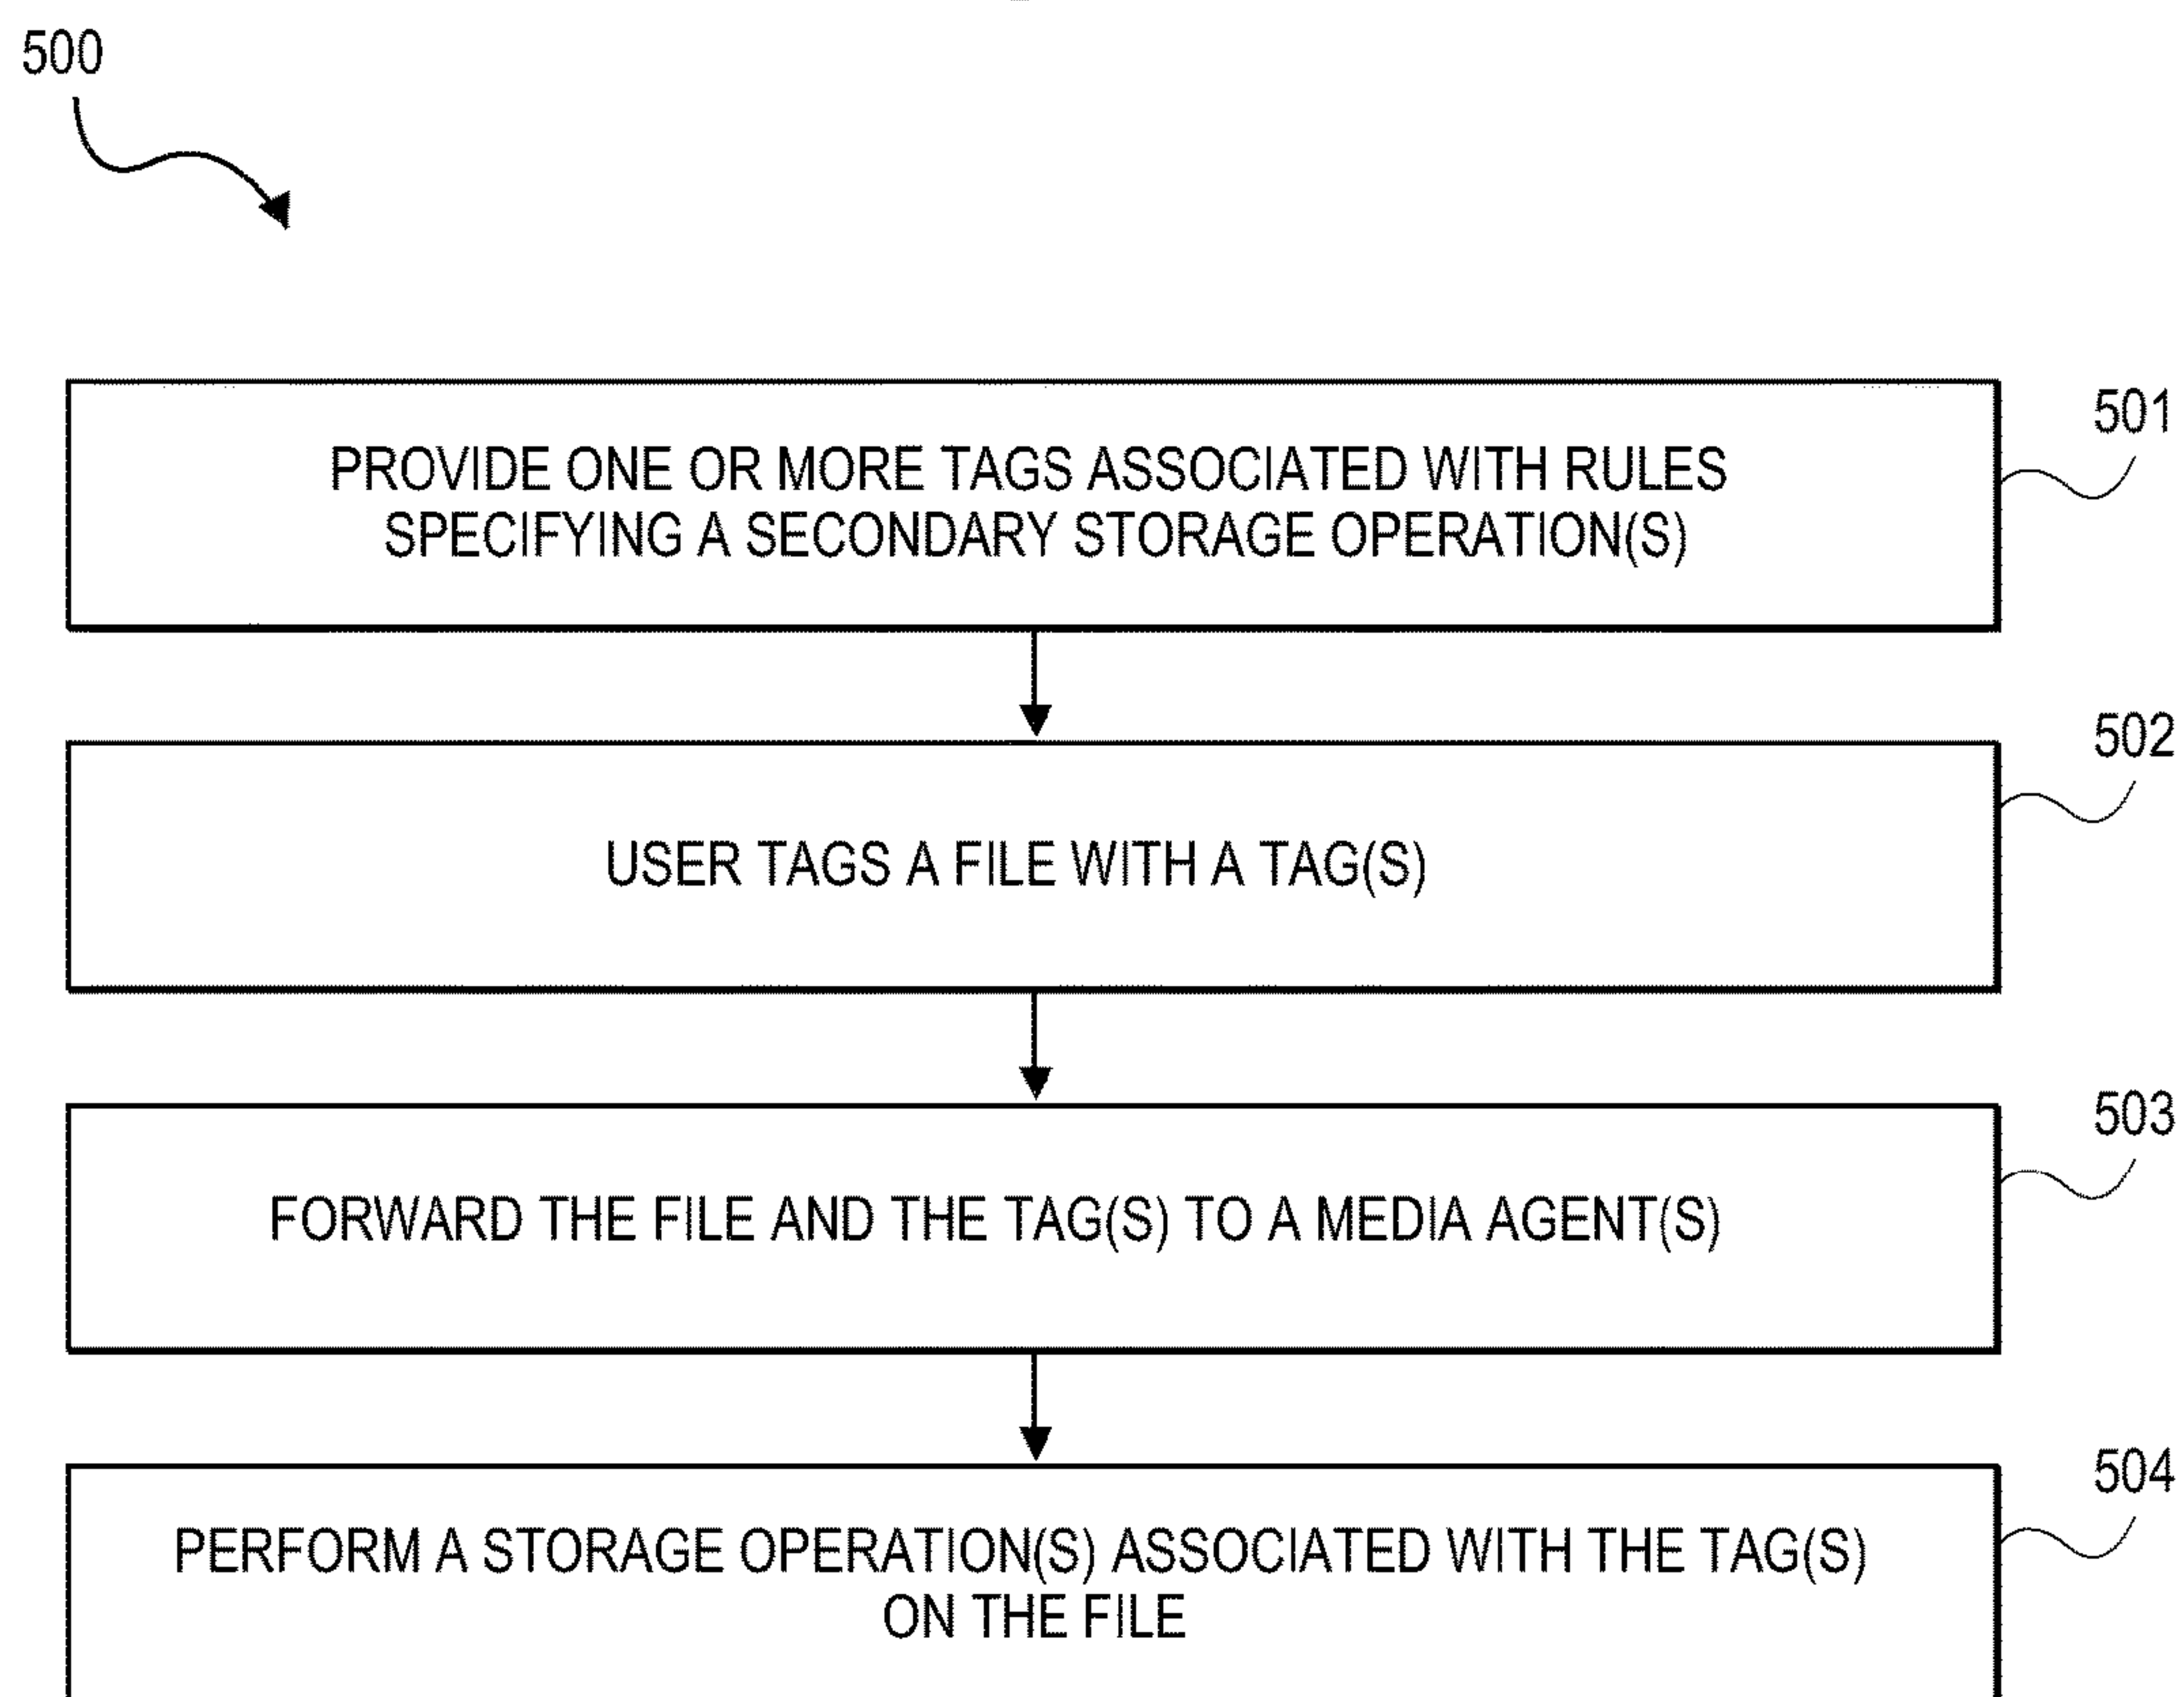 500
501
PROVIDE ONE OR MORE TAGS ASSOCIATED WITH RULES
SPECIFYING A SECONDARY STORAGE OPERATION(S)
502
USER TAGS A FILE WITH A TAG(S)
503
FORWARD THE FILE AND THE TAG(S) TO A MEDIA AGENT(S)
504
PERFORM A STORAGE OPERATION(S) ASSOCIATED WITH THE TAG(S)
ON THE FILE